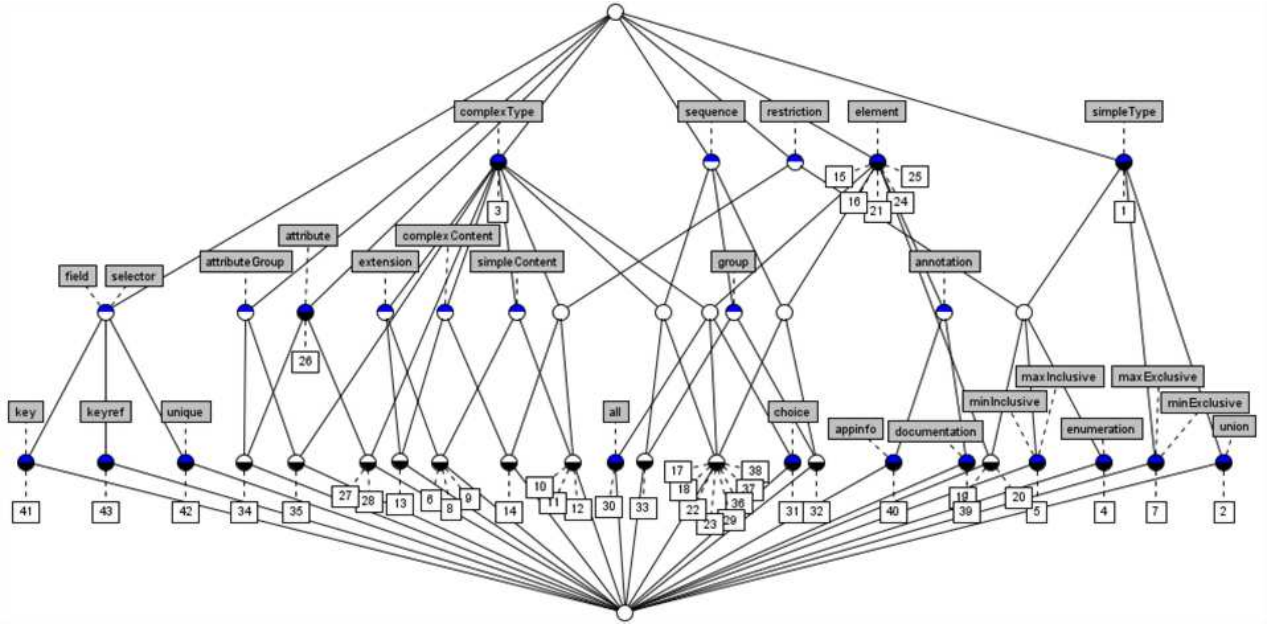 complexType
sequence
restriction
element
simpleType
15
25
16
21
24
3
1
attribute
complexContent
field
selector
attributeGroup
extension
simpleContent
group
annotation
26
maxInclusive
maxExclusive
key
keyref
unique
all
choice
minInclusive
minExclusive
appinfo
documentation
enumeration
union
17
38
10
18
37
27
28
13
6
9
19
20
11
36
41
43
42
34
35
8
14
12
30
33
22
23
29
31
32
40
39
5
4
7
2